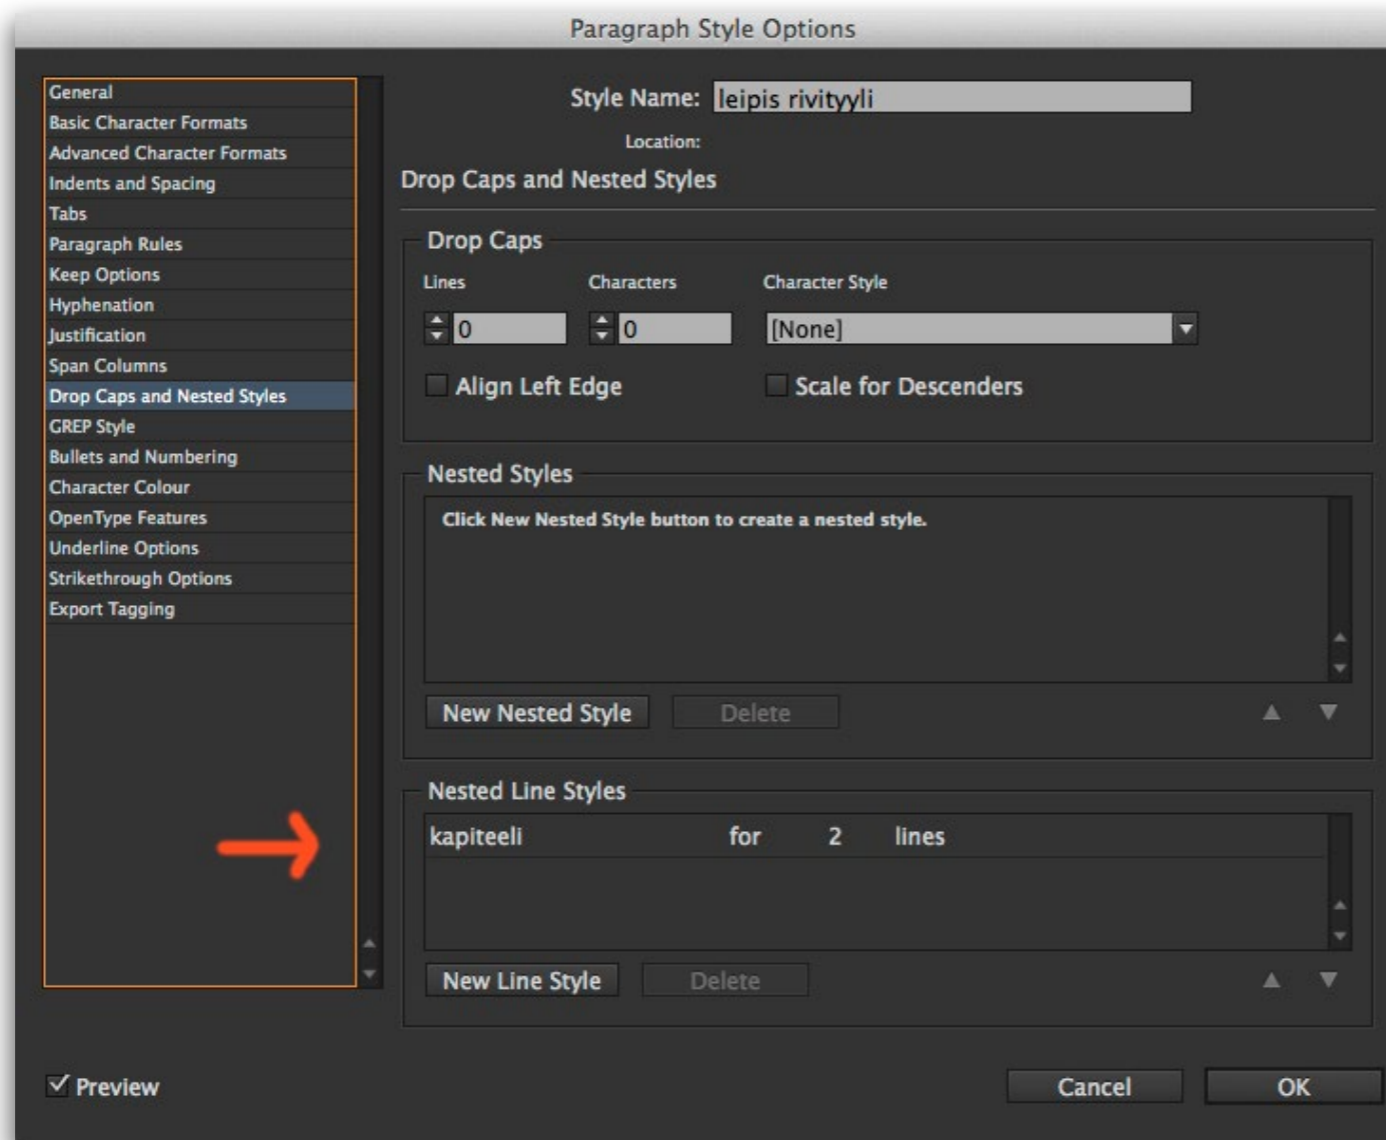 Paragraph Style Options
General
Basic Character Formats
Advanced Character Formats
Indents and Spacing
Tabs
Paragraph Rules
Keep Options
Hyphenation
Justification
Span Columns
Drop Caps and Nested Styles
GREP Style
Bullets and Numbering
Character Colour
OpenType Features
Underline Options
Strikethrough Options
Export Tagging
Style Name: leipis rivityyli
Location:
Drop Caps and Nested Styles
Drop Caps
Lines Characters Character Style
0 0 [None]
Align Left Edge Scale for Descenders
Nested Styles
Click New Nested Style button to create a nested style.
New Nested Style Delete
Nested Line Styles
kapiteeli for 2 lines
New Line Style Delete
Preview Cancel OK